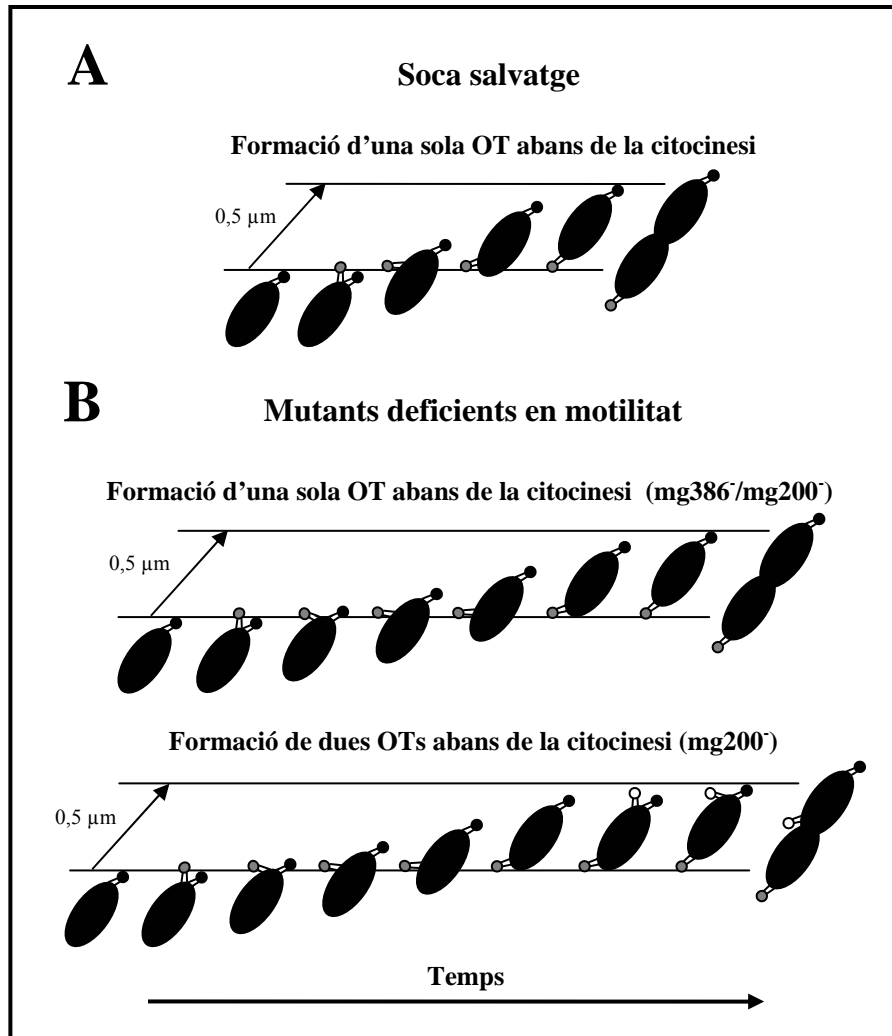 A
Soca salvatge
Formació d'una sola OT abans de la citocinesi
0,5 µm
B
Mutants deficients en motilitat
Formació d'una sola OT abans de la citocinesi (mg386⁻/mg200⁻)
0,5 µm
Formació de dues OTs abans de la citocinesi (mg200⁻)
0,5 µm
Temps